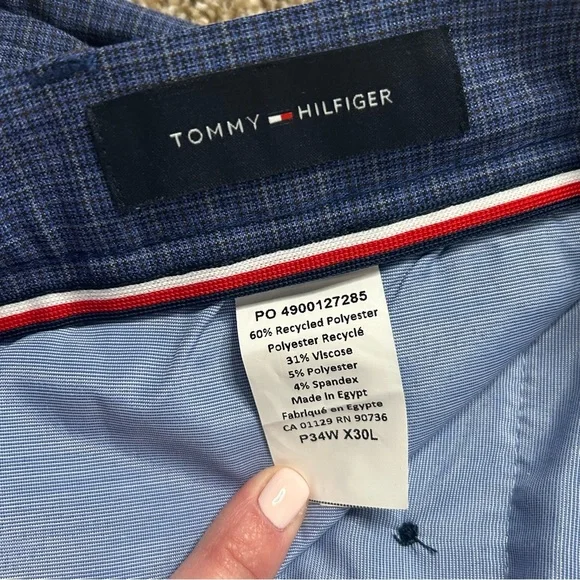 TOMMY HILFIGER
PO 4900127285
60% Recycled Polyester
Polyester Recyclé
31% Viscose
5% Polyester
4% Spandex
Made In Egypt
Fabriqué en Egypte
CA 01129 RN 90736
P34W X30L